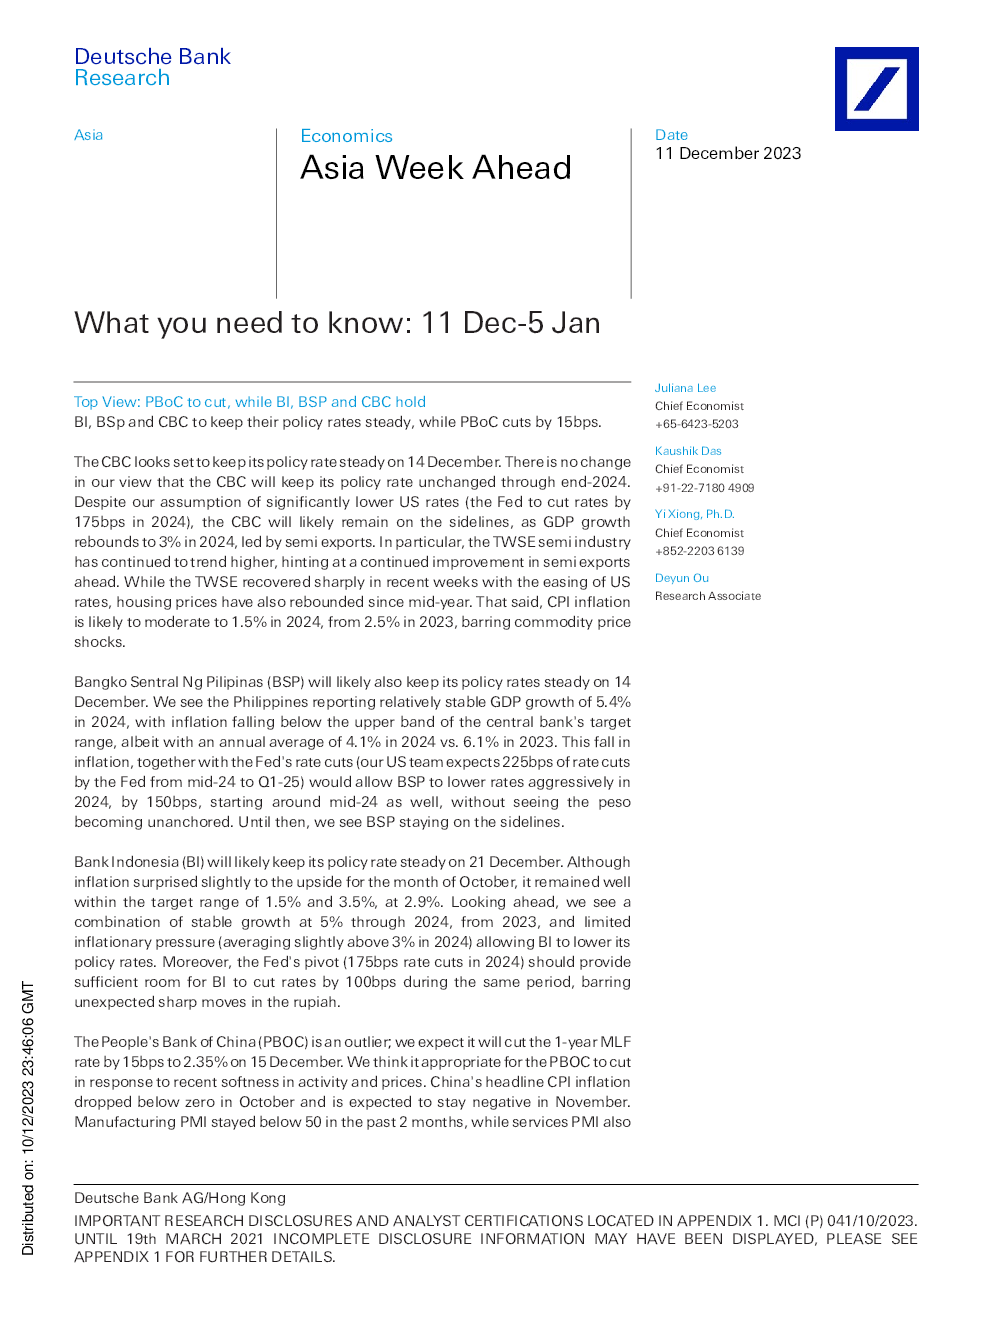 Deutsche Bank
Research
Asia
Economics
Asia Week Ahead
Date
11 December 2023
What you need to know: 11 Dec-5 Jan
Top View: PBoC to cut, while BI, BSP and CBC hold
BI, BSp and CBC to keep their policy rates steady, while PBoC cuts by 15bps.
The CBC looks set to keep its policy rate steady on 14 December. There is no change
in our view that the CBC will keep its policy rate unchanged through end-2024.
Despite our assumption of significantly lower US rates (the Fed to cut rates by
175bps in 2024), the CBC will likely remain on the sidelines, as GDP growth
rebounds to 3% in 2024, led by semi exports. In particular, the TWSE semi industry
has continued to trend higher, hinting at a continued improvement in semi exports
ahead. While the TWSE recovered sharply in recent weeks with the easing of US
rates, housing prices have also rebounded since mid-year. That said, CPI inflation
is likely to moderate to 1.5% in 2024, from 2.5% in 2023, barring commodity price
shocks.
Bangko Sentral Ng Pilipinas (BSP) will likely also keep its policy rates steady on 14
December. We see the Philippines reporting relatively stable GDP growth of 5.4%
in 2024, with inflation falling below the upper band of the central bank's target
range, albeit with an annual average of 4.1% in 2024 vs. 6.1% in 2023. This fall in
inflation, together with the Fed's rate cuts (our US team expects 225bps of rate cuts
by the Fed from mid-24 to Q1-25) would allow BSP to lower rates aggressively in
2024, by 150bps, starting around mid-24 as well, without seeing the peso
becoming unanchored. Until then, we see BSP staying on the sidelines.
Bank Indonesia (BI) will likely keep its policy rate steady on 21 December. Although
inflation surprised slightly to the upside for the month of October, it remained well
within the target range of 1.5% and 3.5%, at 2.9%. Looking ahead, we see a
combination of stable growth at 5% through 2024, from 2023, and limited
inflationary pressure (averaging slightly above 3% in 2024) allowing BI to lower its
policy rates. Moreover, the Fed's pivot (175bps rate cuts in 2024) should provide
sufficient room for BI to cut rates by 100bps during the same period, barring
unexpected sharp moves in the rupiah.
The People's Bank of China (PBOC) is an outlier; we expect it will cut the 1-year MLF
rate by 15bps to 2.35% on 15 December. We think it appropriate for the PBOC to cut
in response to recent softness in activity and prices. China's headline CPI inflation
dropped below zero in October and is expected to stay negative in November.
Manufacturing PMI stayed below 50 in the past 2 months, while services PMI also
Juliana Lee
Chief Economist
+65-6423-5203
Kaushik Das
Chief Economist
+91-22-7180 4909
Yi Xiong, Ph.D.
Chief Economist
+852-2203 6139
Deyun Ou
Research Associate
Distributed on: 10/12/2023 23:46:06 GMT
Deutsche Bank AG/Hong Kong
IMPORTANT RESEARCH DISCLOSURES AND ANALYST CERTIFICATIONS LOCATED IN APPENDIX 1. MCI (P) 041/10/2023.
UNTIL 19th MARCH 2021 INCOMPLETE DISCLOSURE INFORMATION MAY HAVE BEEN DISPLAYED, PLEASE SEE
APPENDIX 1 FOR FURTHER DETAILS.